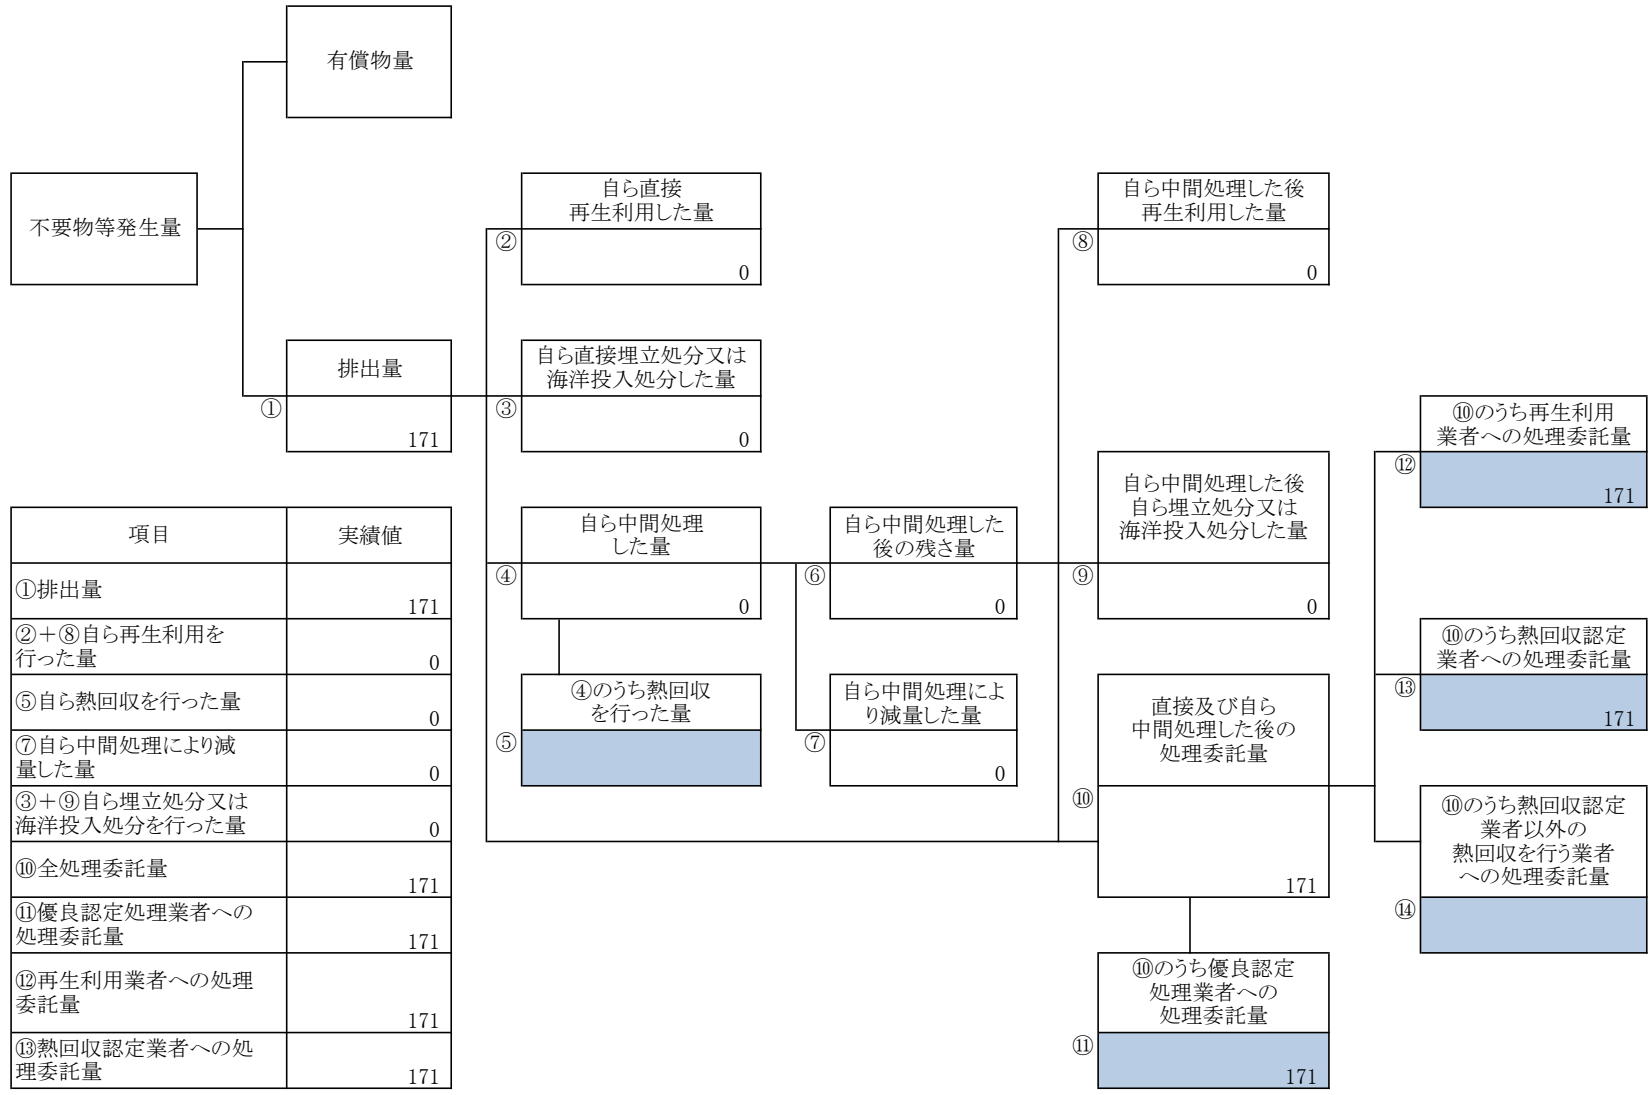 有償物量
不要物等発生量
自ら直接
再生利用した量
②
0
自ら中間処理した後
再生利用した量
⑧
0
排出量
①
171
自ら直接埋立処分又は
海洋投入処分した量
③
0
⑩のうち再生利用
業者への処理委託量
⑫
171
自ら中間処理
した量
④
0
自ら中間処理した
後の残さ量
⑥
0
自ら中間処理した後
自ら埋立処分又は
海洋投入処分した量
⑨
0
⑩のうち熱回収認定
業者への処理委託量
⑬
171
④のうち熱回収
を行った量
⑤
自ら中間処理によ
り減量した量
⑦
0
直接及び自ら
中間処理した後の
処理委託量
⑩
171
⑩のうち熱回収認定
業者以外の
熱回収を行う業者
への処理委託量
⑭
⑩のうち優良認定
処理業者への
処理委託量
⑪
171
項目
実績値
①排出量
171
②＋⑧自ら再生利用を
行った量
0
⑤自ら熱回収を行った量
0
⑦自ら中間処理により減
量した量
0
③＋⑨自ら埋立処分又は
海洋投入処分を行った量
0
⑩全処理委託量
171
⑪優良認定処理業者への
処理委託量
171
⑫再生利用業者への処理
委託量
171
⑬熱回収認定業者への処
理委託量
171